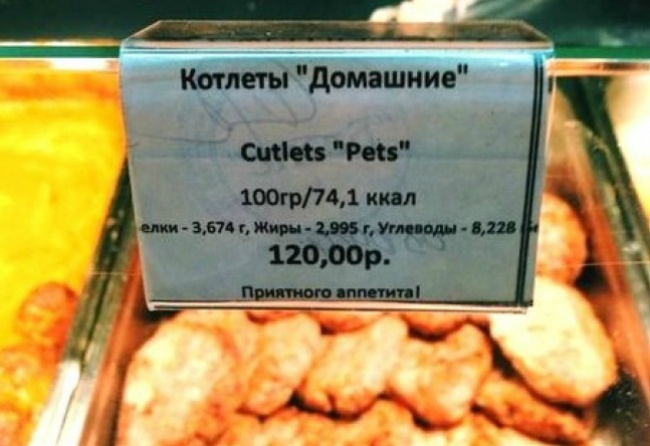 Котлеты "Домашние"
Cutlets "Pets"
100гр/74,1 ккал
елки - 3,674 г, Жиры - 2,995 г, Углеводы - 8,228
120,00р.
Приятного аппетита!